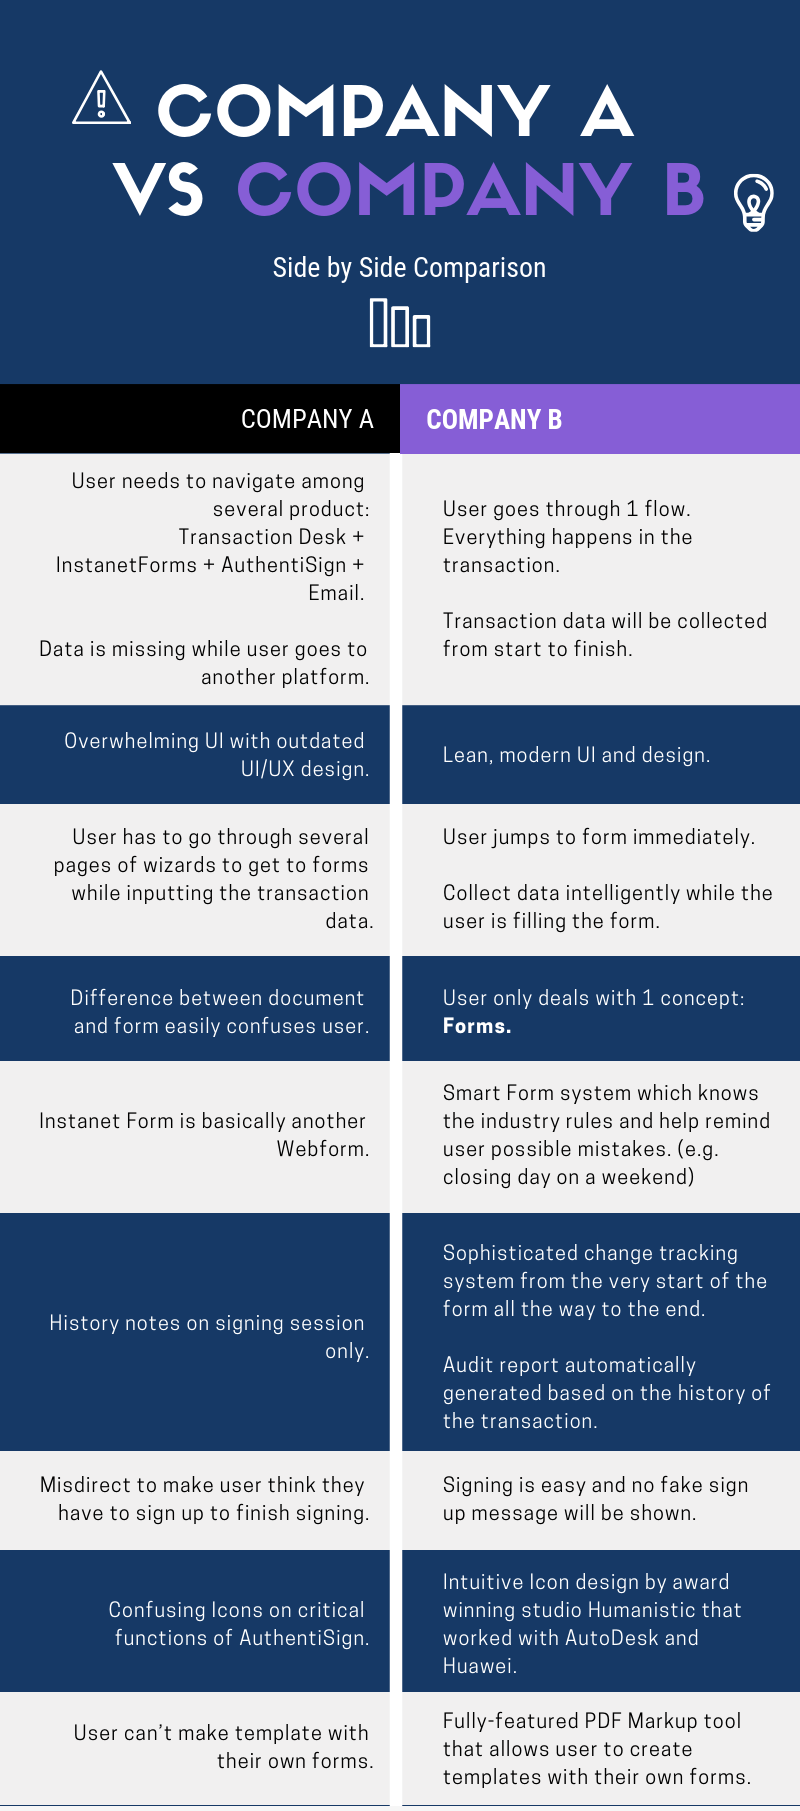 COMPANY A
VS COMPANY B
Side by Side Comparison
COMPANY A
COMPANY B
User needs to navigate among
several product:
Transaction Desk +
InstanetForms + AuthentiSign +
Email.
Data is missing while user goes to
another platform.
User goes through 1 flow.
Everything happens in the
transaction.
Transaction data will be collected
from start to finish.
Overwhelming UI with outdated
UI/UX design.
Lean, modern UI and design.
User has to go through several
pages of wizards to get to forms
while inputting the transaction
data.
User jumps to form immediately.
Collect data intelligently while the
user is filling the form.
Difference between document
and form easily confuses user.
User only deals with 1 concept:
Forms.
Instanet Form is basically another
Webform.
Smart Form system which knows
the industry rules and help remind
user possible mistakes. (e.g.
closing day on a weekend)
History notes on signing session
only.
Sophisticated change tracking
system from the very start of the
form all the way to the end.
Audit report automatically
generated based on the history of
the transaction.
Misdirect to make user think they
have to sign up to finish signing.
Signing is easy and no fake sign
up message will be shown.
Confusing Icons on critical
functions of AuthentiSign.
Intuitive Icon design by award
winning studio Humanistic that
worked with AutoDesk and
Huawei.
User can’t make template with
their own forms.
Fully-featured PDF Markup tool
that allows user to create
templates with their own forms.